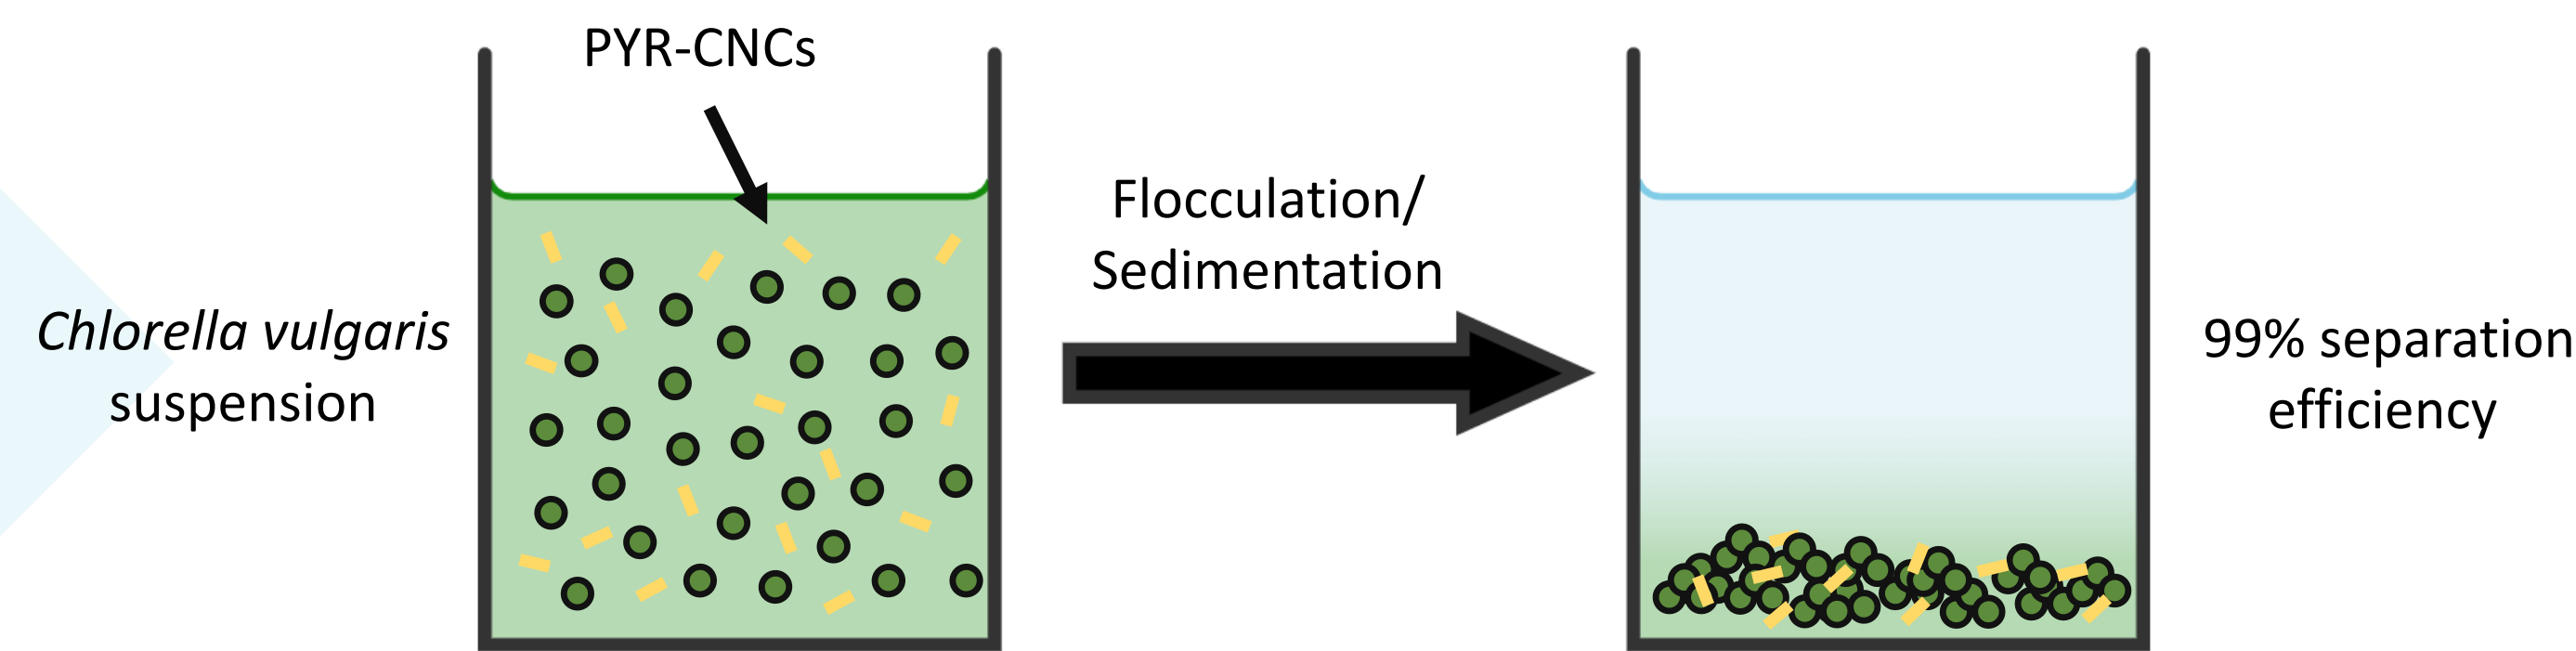 PYR-CNCs
Chlorella vulgaris
suspension
Flocculation/
Sedimentation
99% separation
efficiency